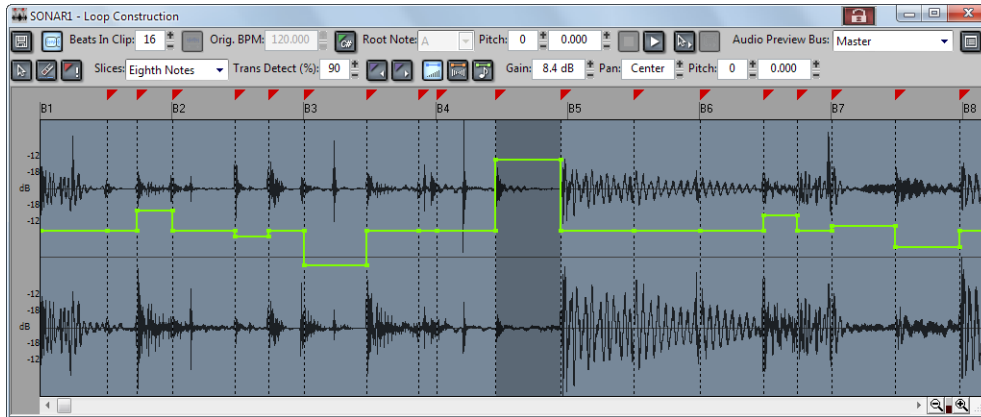 SONAR1 - Loop Construction
Beats In Clip: 16 Orig. BPM: 120.000 C# Root Note: A Pitch: 0 0.000 Audio Preview Bus: Master
Slices: Eighth Notes Trans Detect (%): 90 Gain: 8.4 dB Pan: Center Pitch: 0 0.000
B1 B2 B3 B4 B5 B6 B7 B8
-12
-18
dB
-18
-12
-12
-18
dB
-18
-12